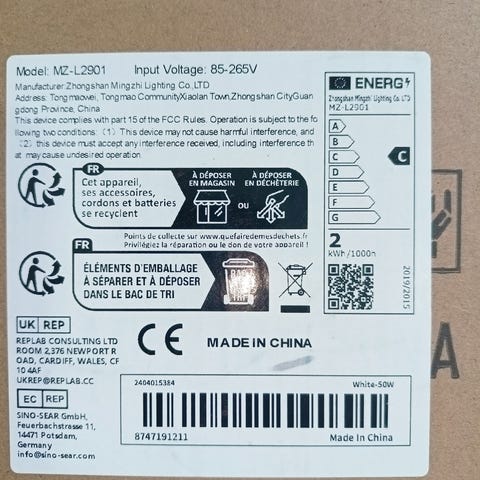 Model: MZ-L2901 Input Voltage: 85-265V
Manufacturer:Zhongshan Mingzhi Lighting Co.,LTD
Address: Tongmaowei, Tongmao CommunityXiaolan Town,Zhongshan CityGuan
gdong Province, China
This device complies with part 15 of the FCC Rules. Operation is subject to the fo
llowing two conditions: (1) This device may not cause harmful interference, and
(2) this device must accept any interference received, including interference th
at may cause undesired operation.
FR
Cet appareil,
ses accessoires,
cordons et batteries
se recyclent
À DÉPOSER
EN MAGASIN
OU
À DÉPOSER
EN DÉCHÈTERIE
Points de collecte sur www.quefairedemesdechets.fr
Privilégiez la réparation ou le don de votre appareil !
FR
ÉLÉMENTS D'EMBALLAGE
À SÉPARER ET À DÉPOSER
DANS LE BAC DE TRI
BAC
TRI
ENERG
Zhongshan Mingzhi Lighting Co. LTD
MZ-L2901
A
B
C
D
E
F
G
C
2
kWh/1000h
2019/2015
UK REP
REPLAB CONSULTING LTD
ROOM 2,376 NEWPORT R
OAD, CARDIFF, WALES, CF
10 4AF
UKREP@REPLAB.CC
CE
MADE IN CHINA
EC REP
SINO-SEAR GmbH,
Feuerbachstrasse 11,
14471 Potsdam,
Germany
info@sino-sear.com
2404015384 White-50W
8747191211 Made In China
A